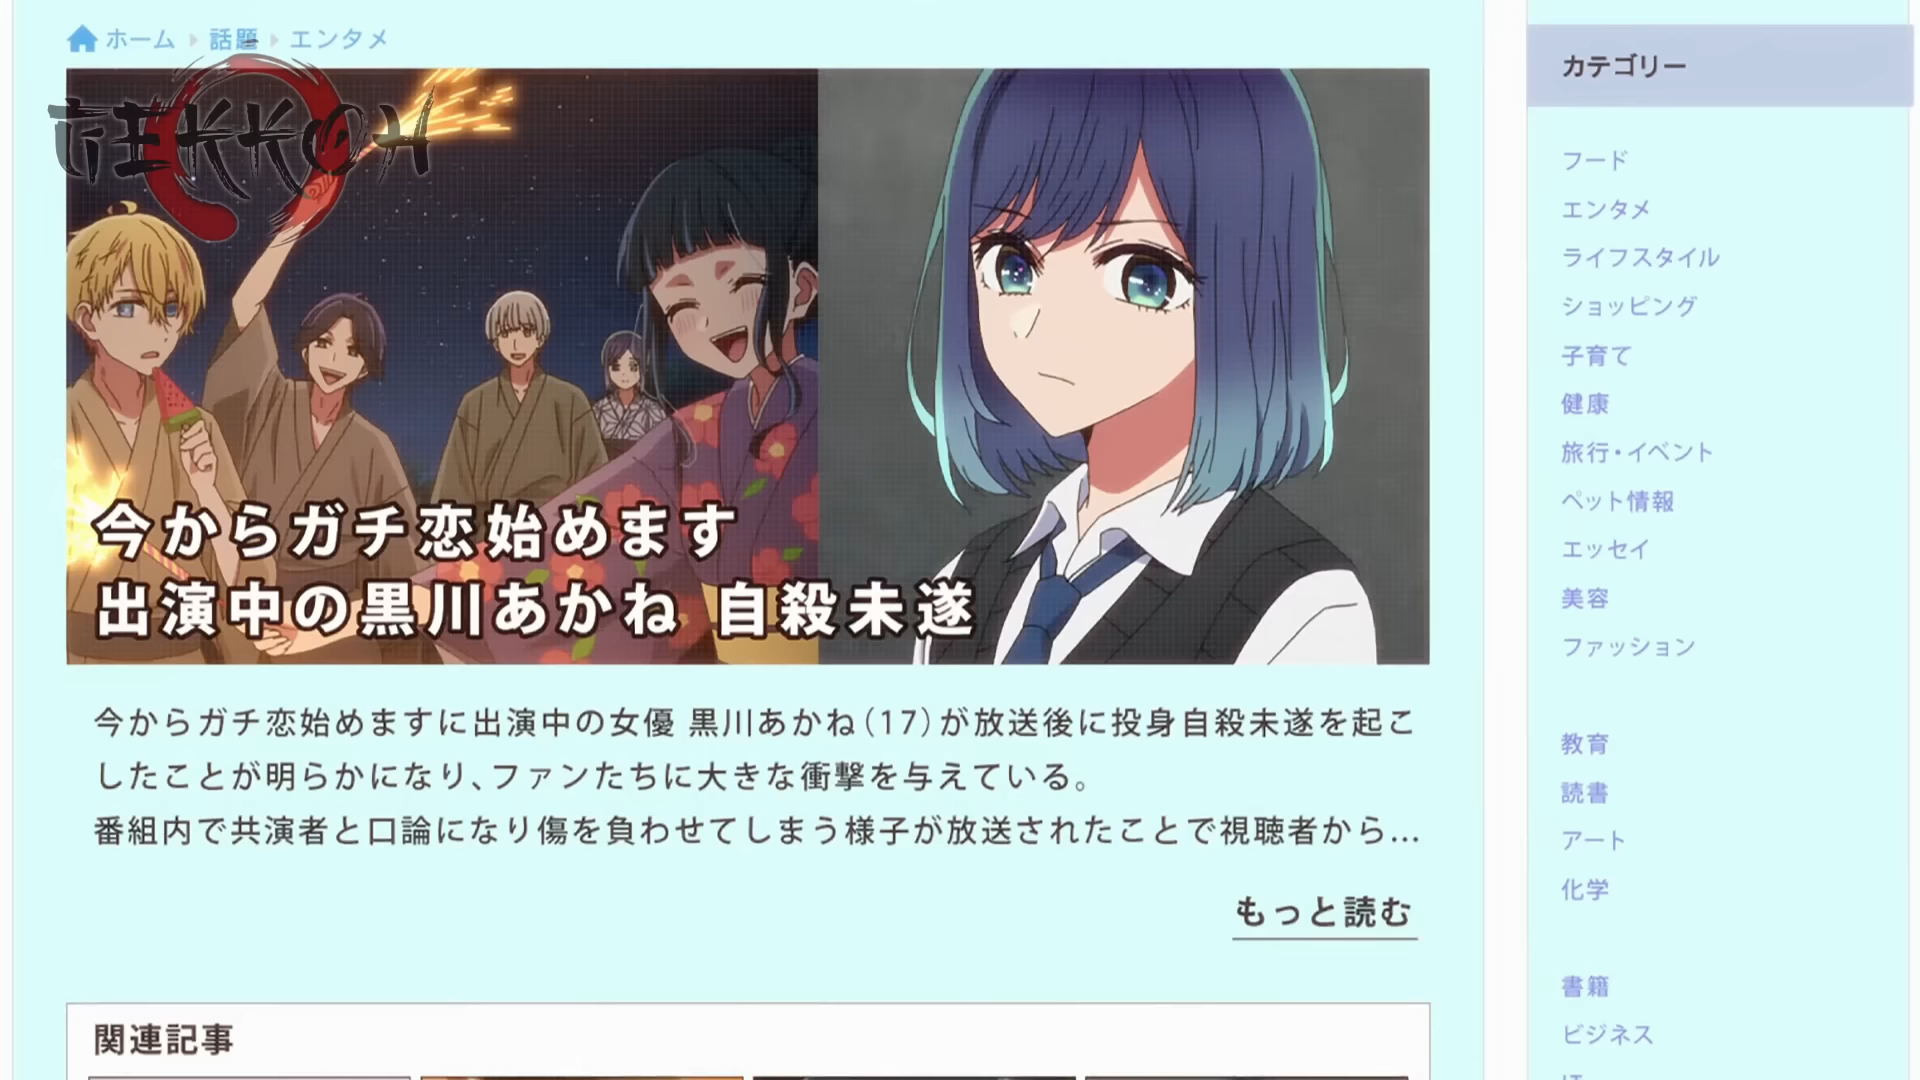 ホーム 話題 エンタメ
TEKKOH
今からガチ恋始めます
出演中の黒川あかね 自殺未遂
今からガチ恋始めますに出演中の女優 黒川あかね（17）が放送後に投身自殺未遂を起こ
したことが明らかになり、ファンたちに大きな衝撃を与えている。
番組内で共演者と口論になり傷を負わせてしまう様子が放送されたことで視聴者から…
もっと読む
関連記事
カテゴリー
フード
エンタメ
ライフスタイル
ショッピング
子育て
健康
旅行・イベント
ペット情報
エッセイ
美容
ファッション
教育
読書
アート
化学
書籍
ビジネス